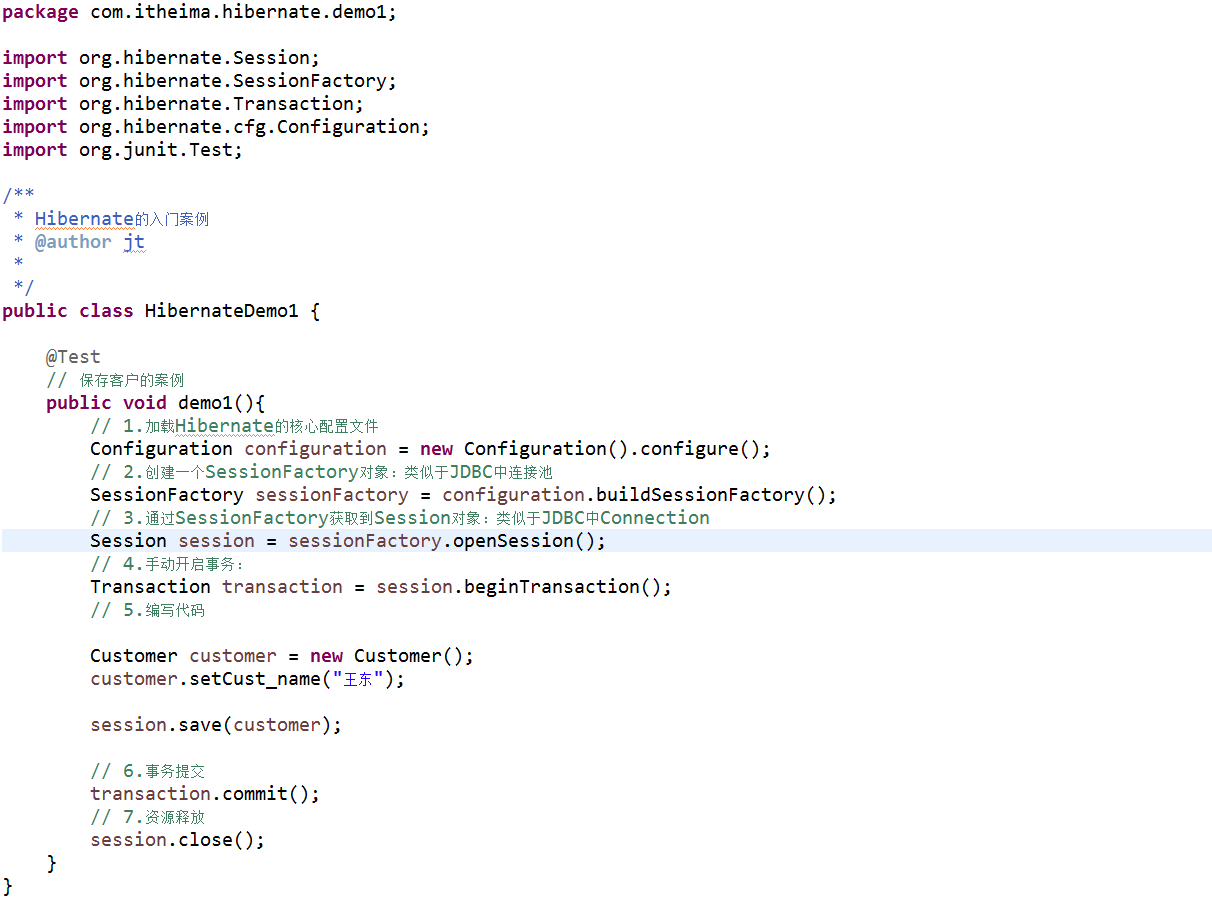 package com.itheima.hibernate.demo1;
import org.hibernate.Session;
import org.hibernate.SessionFactory;
import org.hibernate.Transaction;
import org.hibernate.cfg.Configuration;
import org.junit.Test;
/**
 * Hibernate的入门案例
 * @author jt
 *
 */
public class HibernateDemo1 {
    @Test
    // 保存客户的案例
    public void demo1(){
        // 1.加载Hibernate的核心配置文件
        Configuration configuration = new Configuration().configure();
        // 2.创建一个SessionFactory对象：类似于JDBC中连接池
        SessionFactory sessionFactory = configuration.buildSessionFactory();
        // 3.通过SessionFactory获取到Session对象：类似于JDBC中Connection
        Session session = sessionFactory.openSession();
        // 4.手动开启事务：
        Transaction transaction = session.beginTransaction();
        // 5.编写代码
        Customer customer = new Customer();
        customer.setCust_name("王东");
        session.save(customer);
        // 6.事务提交
        transaction.commit();
        // 7.资源释放
        session.close();
    }
}